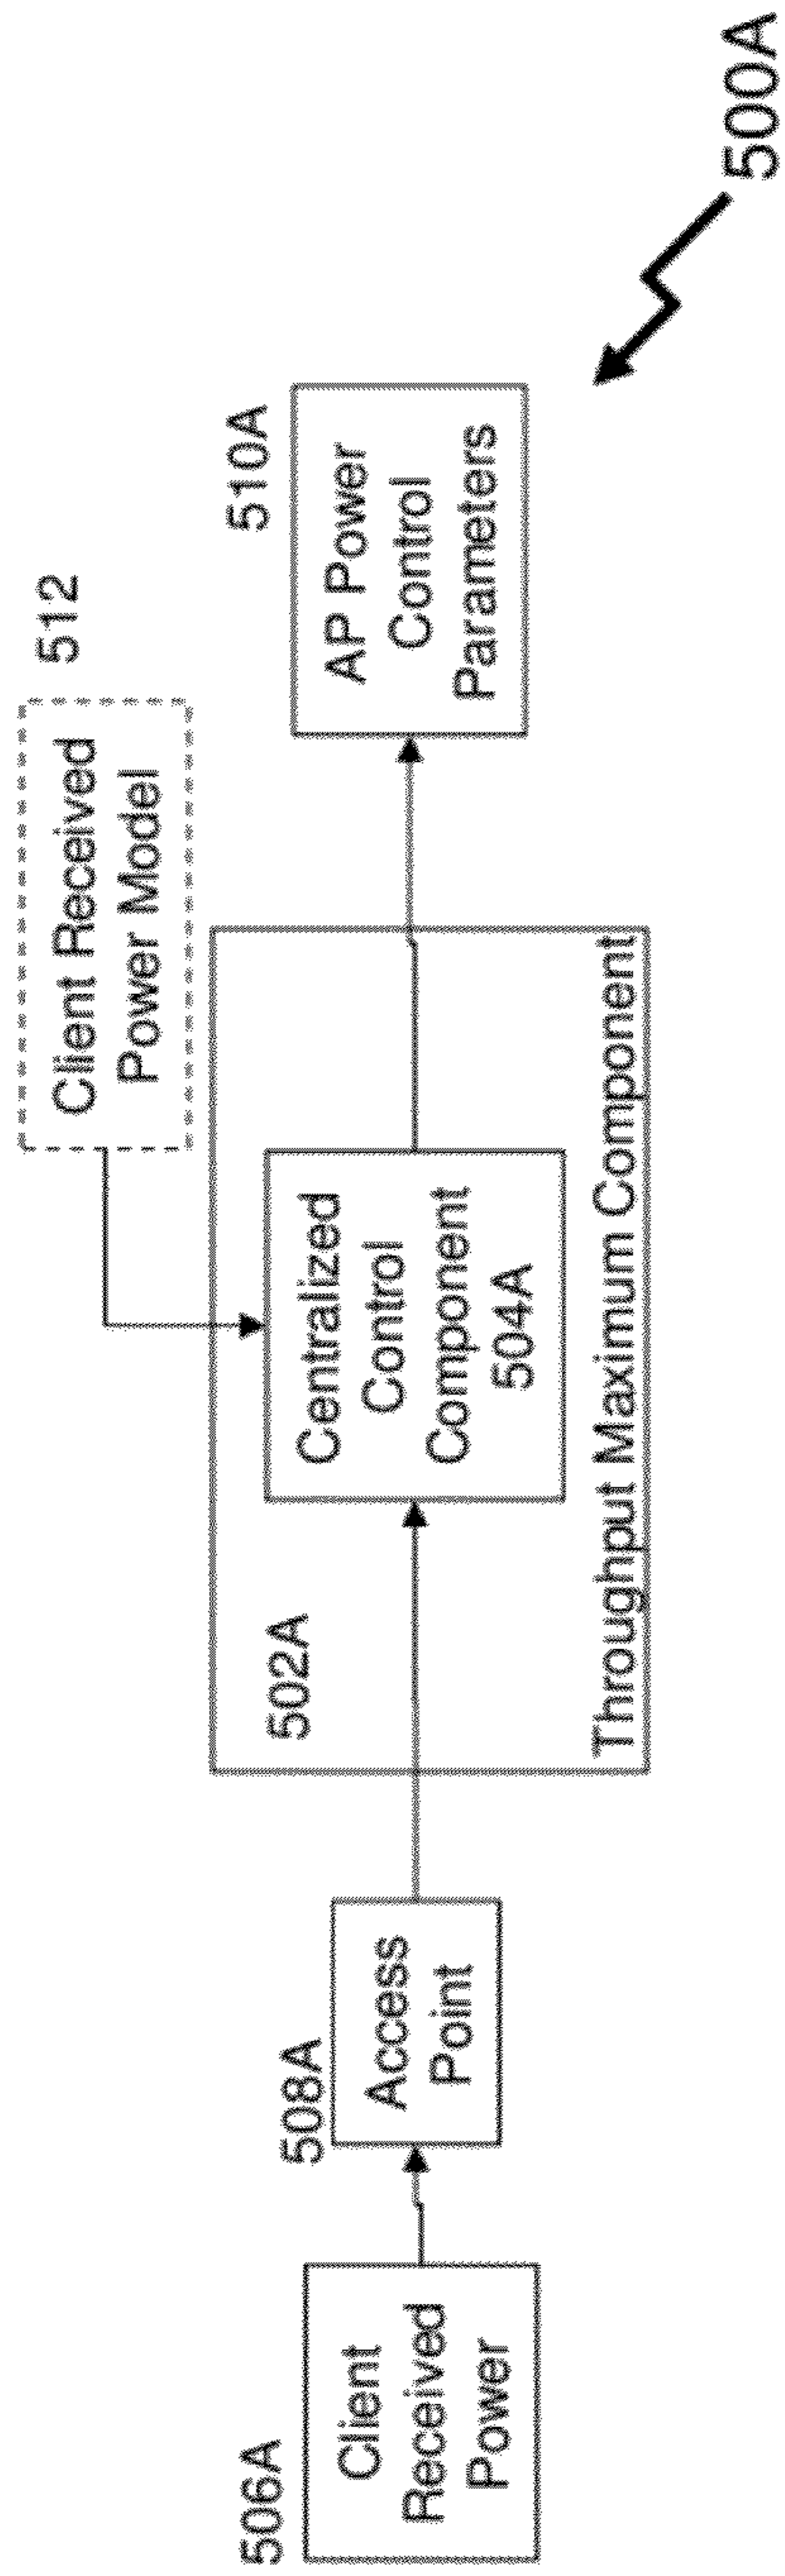 500A
512
Client Received
Power Model
510A
AP Power
Control
Parameters
502A
Centralized
Control
Component
504A
Throughput Maximum Component
508A
Access
Point
506A
Client
Received
Power